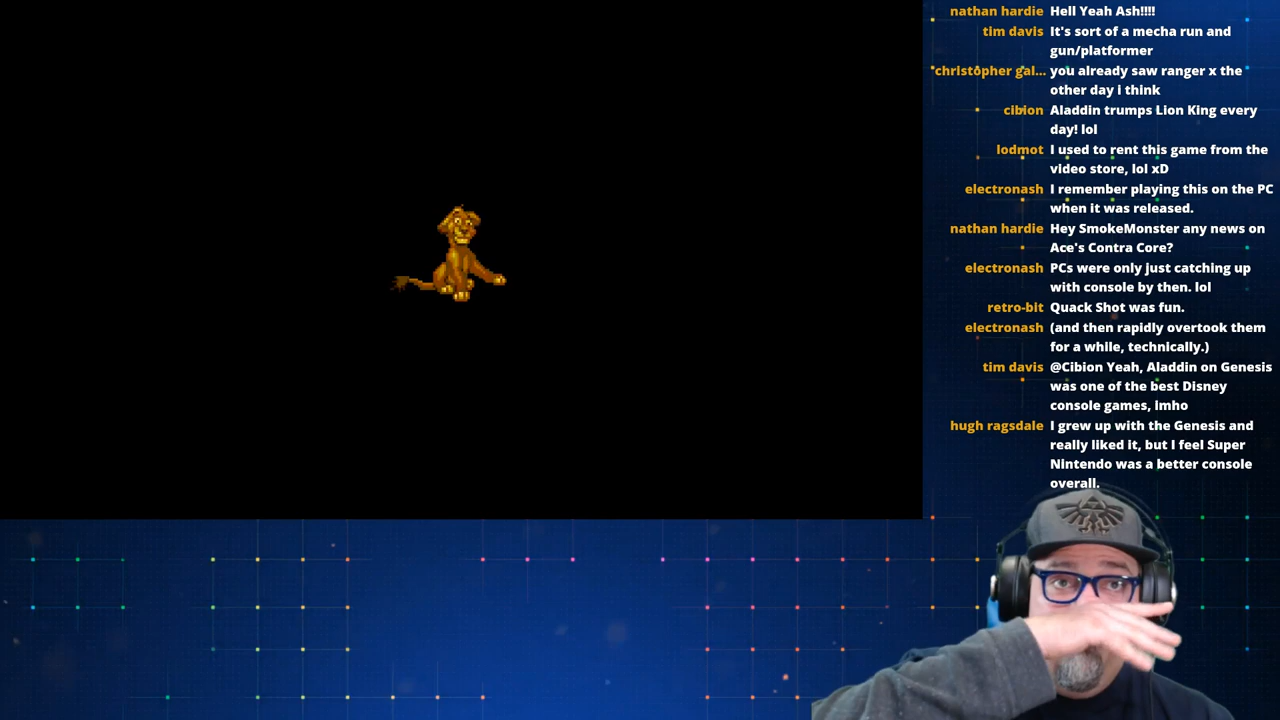 nathan hardie Hell Yeah Ash!!!!
tim davis It's sort of a mecha run and
gun/platformer
christopher gal... you already saw ranger x the
other day i think
cibion Aladdin trumps Lion King every
day! lol
lodmot I used to rent this game from the
video store, lol xD
electronash I remember playing this on the PC
when it was released.
nathan hardie Hey SmokeMonster any news on
Ace's Contra Core?
electronash PCs were only just catching up
with console by then. lol
retro-bit Quack Shot was fun.
electronash (and then rapidly overtook them
for a while, technically.)
tim davis @Cibion Yeah, Aladdin on Genesis
was one of the best Disney
console games, imho
hugh ragsdale I grew up with the Genesis and
really liked it, but I feel Super
Nintendo was a better console
overall.